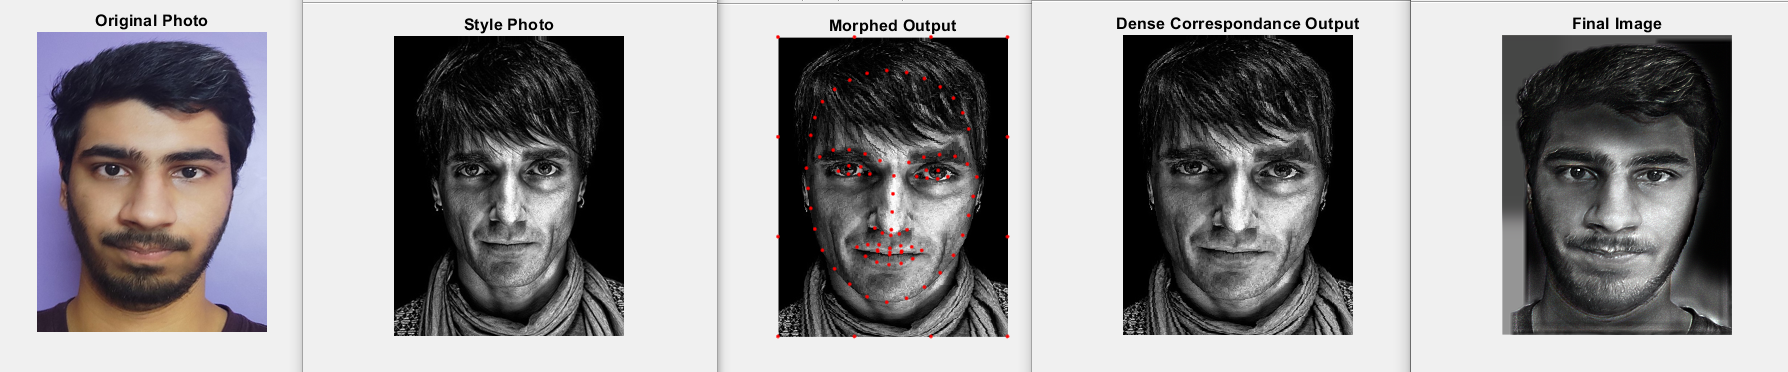 Original Photo
Style Photo
Morphed Output
Dense Correspondance Output
Final Image